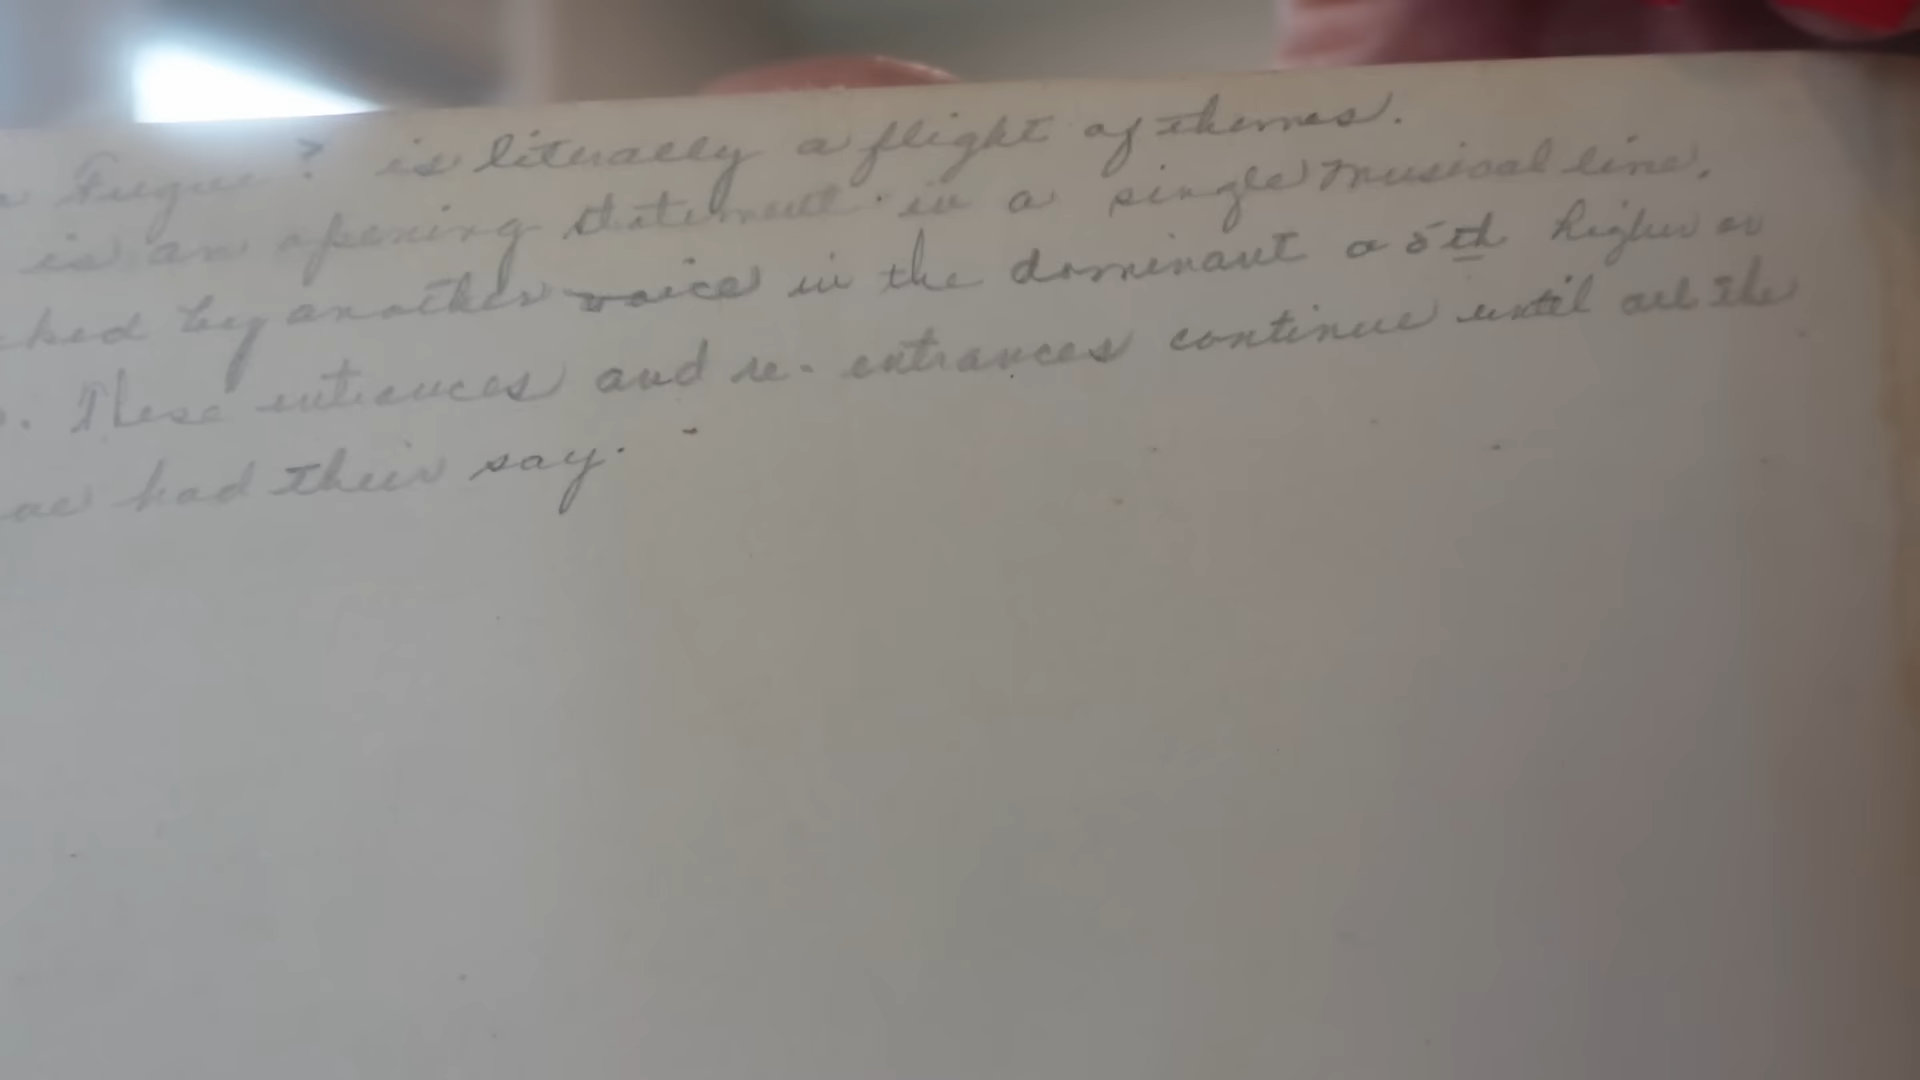 a Fugue? is literally a flight of themes.
is an opening statement in a single musical line,
ked by another voice in the dominant a 5th higher or
. These entrances and re-entrances continue until all the
had their say.